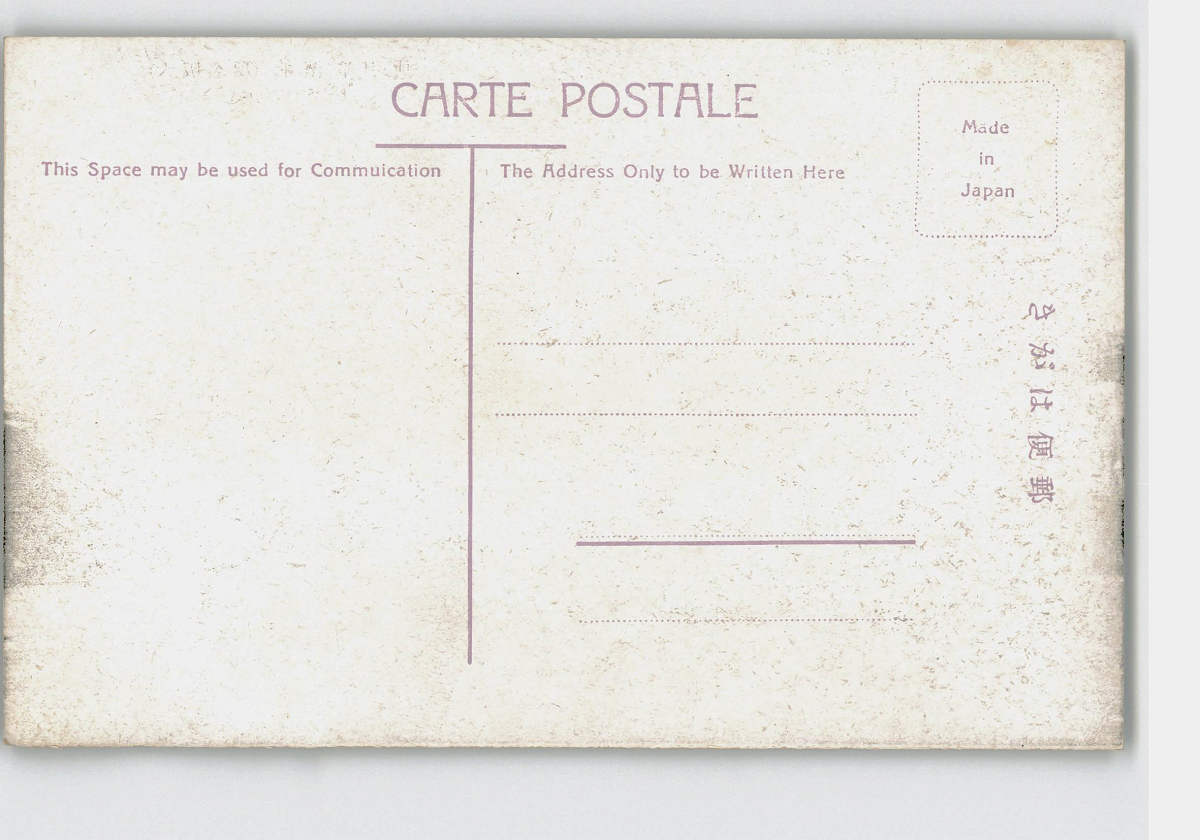 CARTE POSTALE
This Space may be used for Commuication
The Address Only to be Written Here
Made
in
Japan
きがは便郵